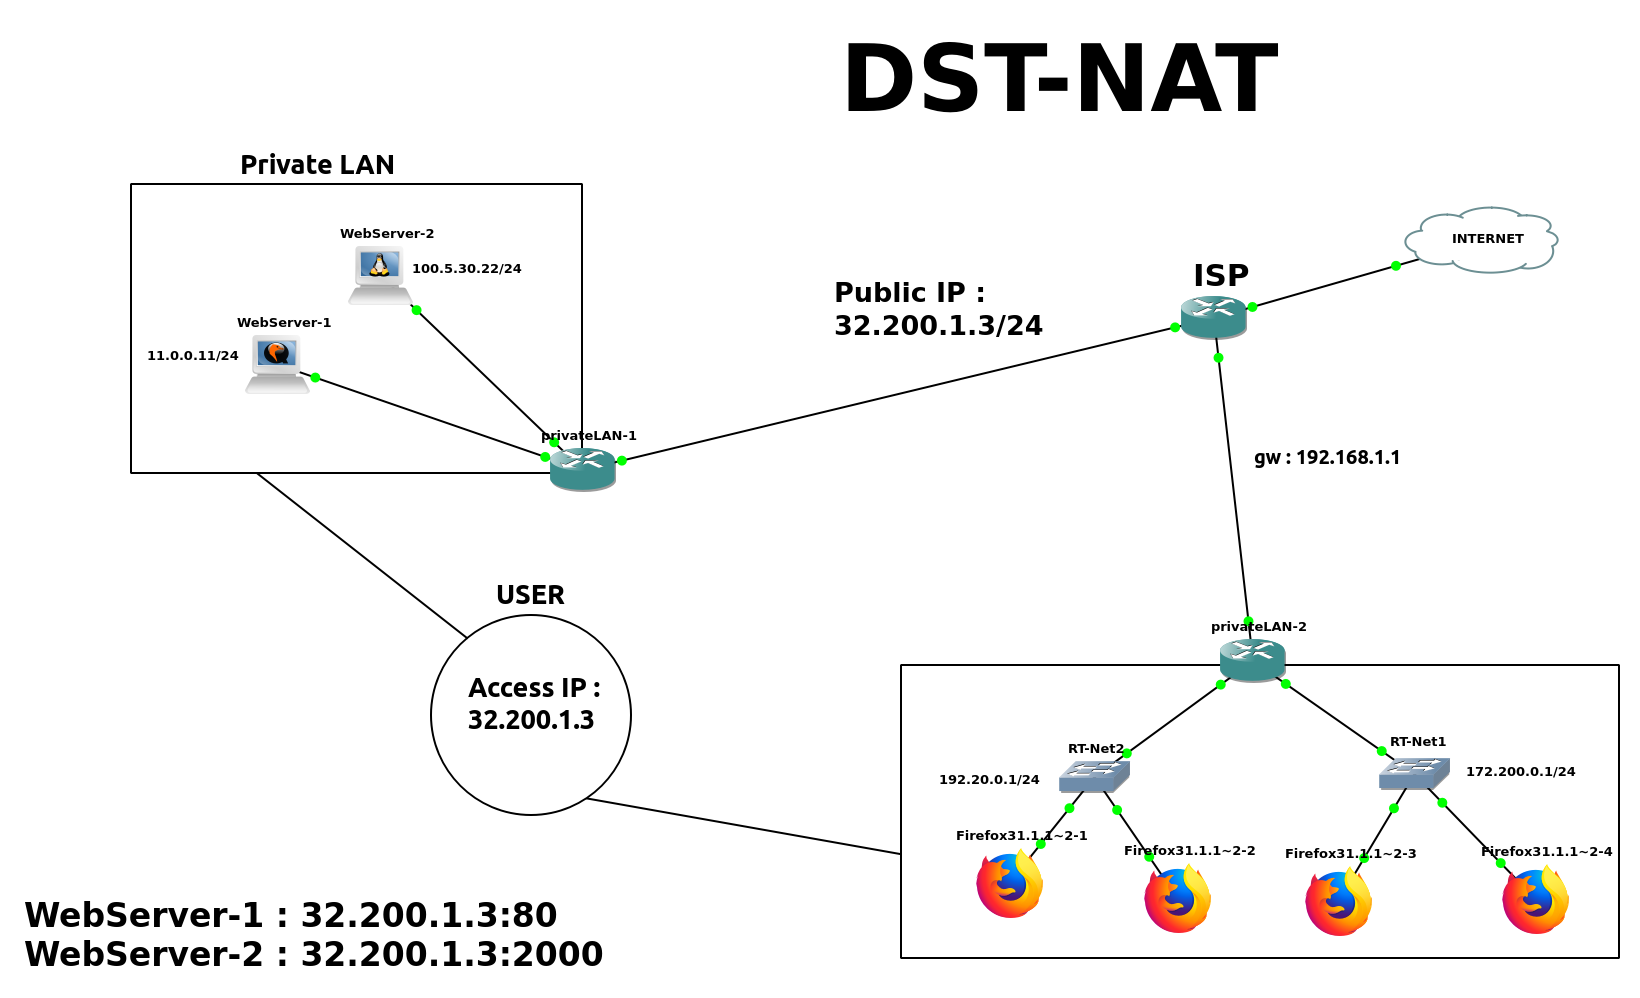 DST-NAT
Private LAN
WebServer-2
100.5.30.22/24
WebServer-1
11.0.0.11/24
privateLAN-1
Public IP :
32.200.1.3/24
ISP
INTERNET
gw : 192.168.1.1
USER
Access IP :
32.200.1.3
privateLAN-2
RT-Net2
192.20.0.1/24
RT-Net1
172.200.0.1/24
Firefox31.1.1~2-1
Firefox31.1.1~2-2
Firefox31.1.1~2-3
Firefox31.1.1~2-4
WebServer-1 : 32.200.1.3:80
WebServer-2 : 32.200.1.3:2000